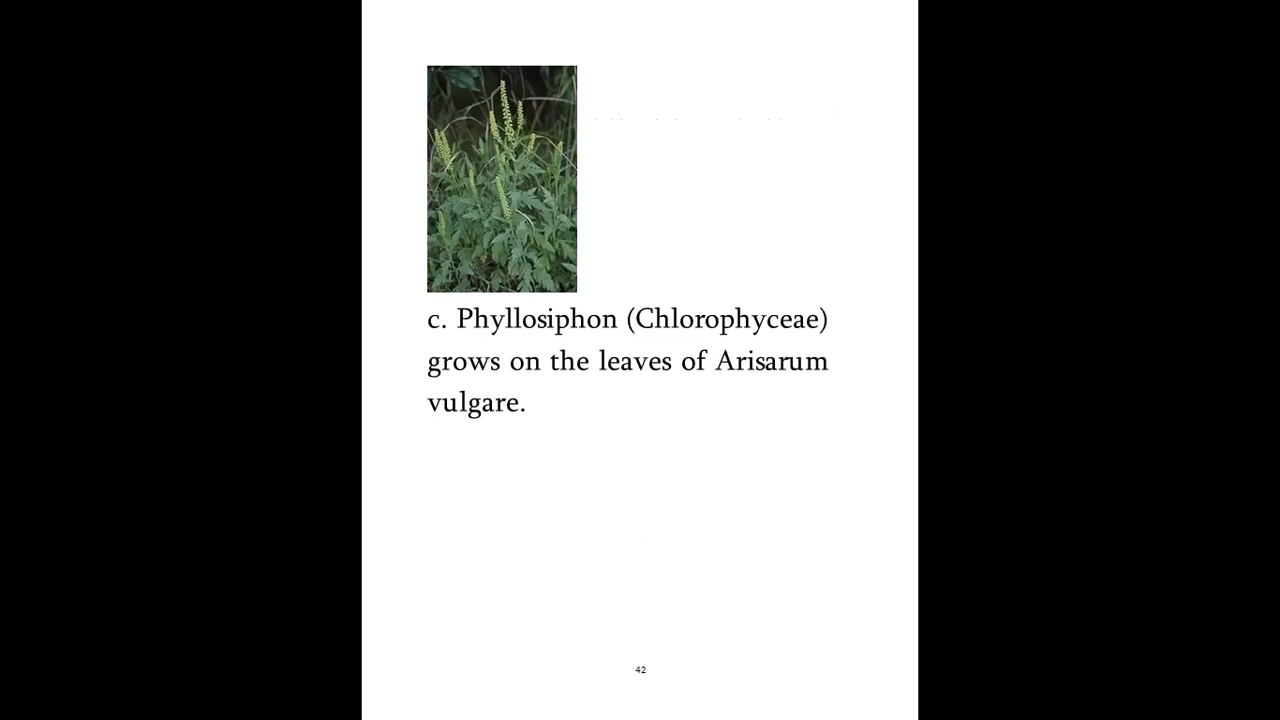 c. Phyllosiphon (Chlorophyceae)
grows on the leaves of Arisarum
vulgare.
42